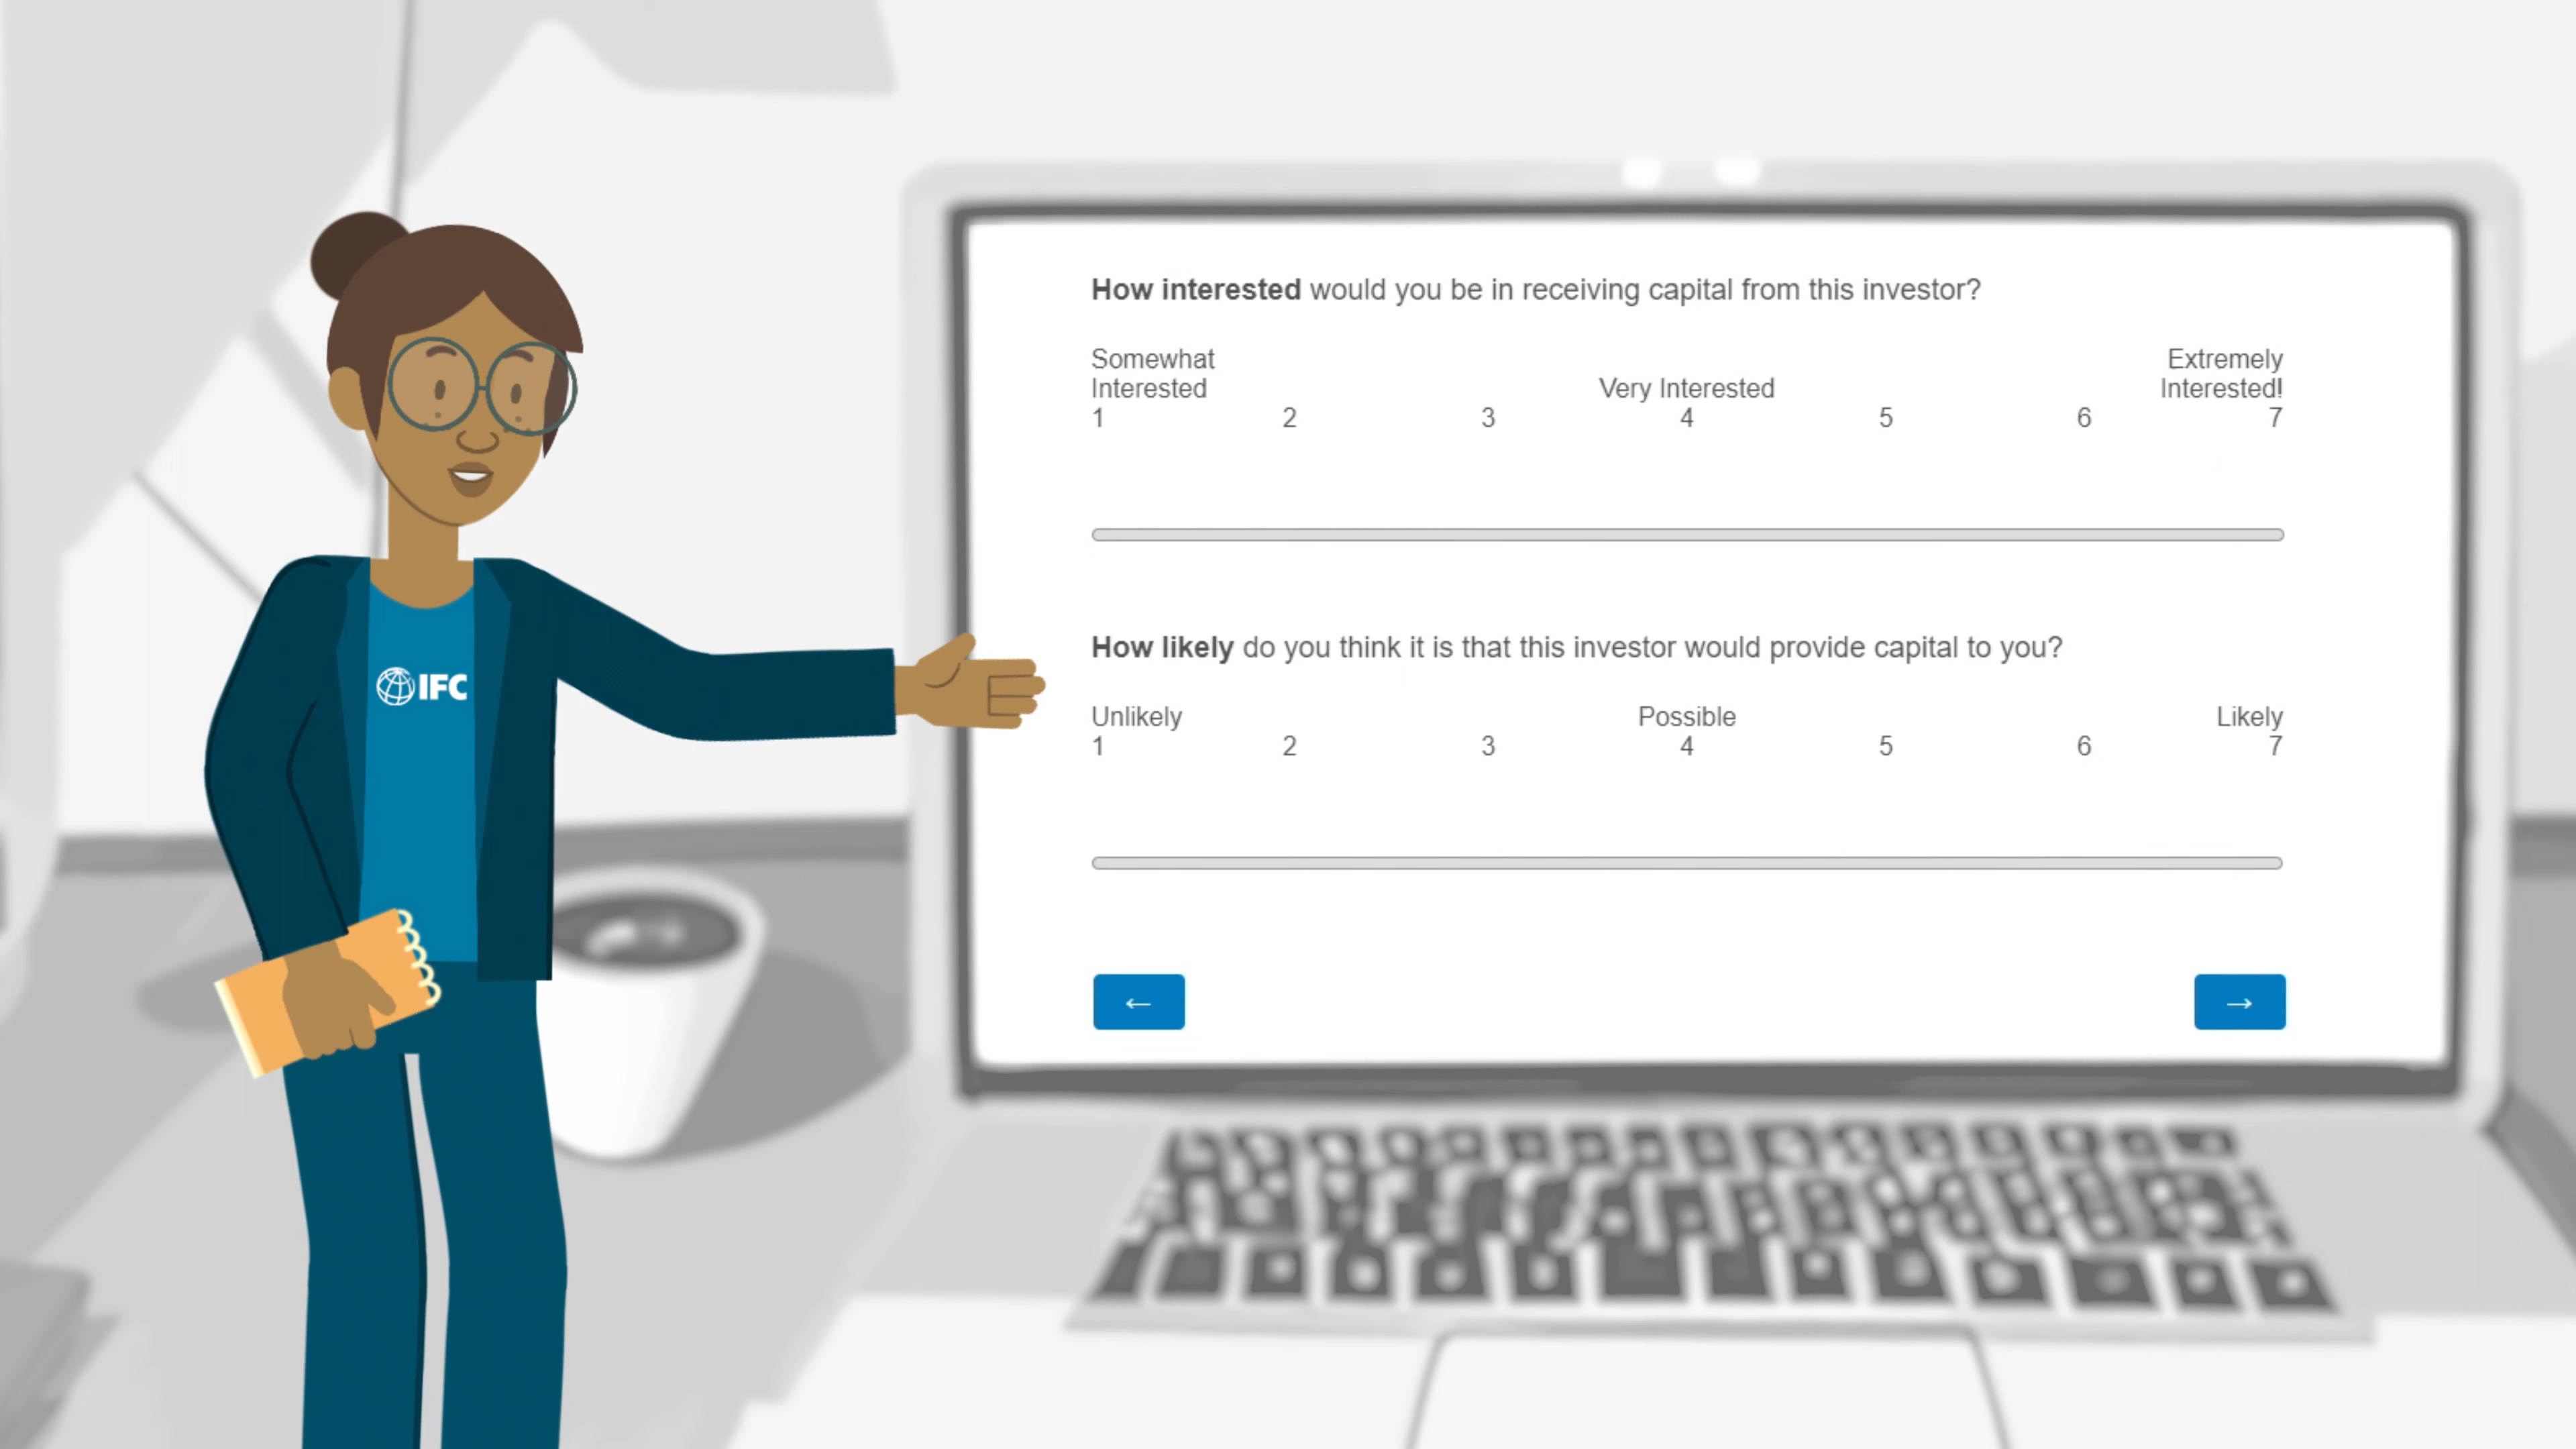 IFC
How interested would you be in receiving capital from this investor?
Somewhat Interested
Very Interested
Extremely Interested!
1 2 3 4 5 6 7
How likely do you think it is that this investor would provide capital to you?
Unlikely Possible Likely
1 2 3 4 5 6 7
← →